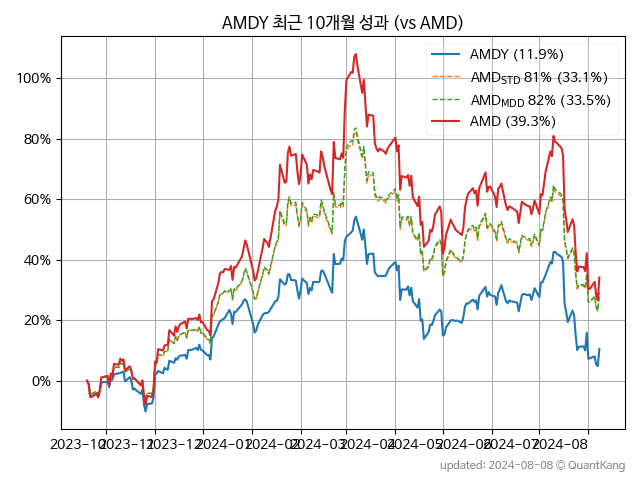 AMDY 최근 10개월 성과 (vs AMD)
AMDY (11.9%)
AMDSTD 81% (33.1%)
AMDMDD 82% (33.5%)
AMD (39.3%)
100%
80%
60%
40%
20%
0%
2023-10 2023-11 2023-12 2024-01 2024-02 2024-03 2024-04 2024-05 2024-06 2024-07 2024-08
updated: 2024-08-08 © QuantKang